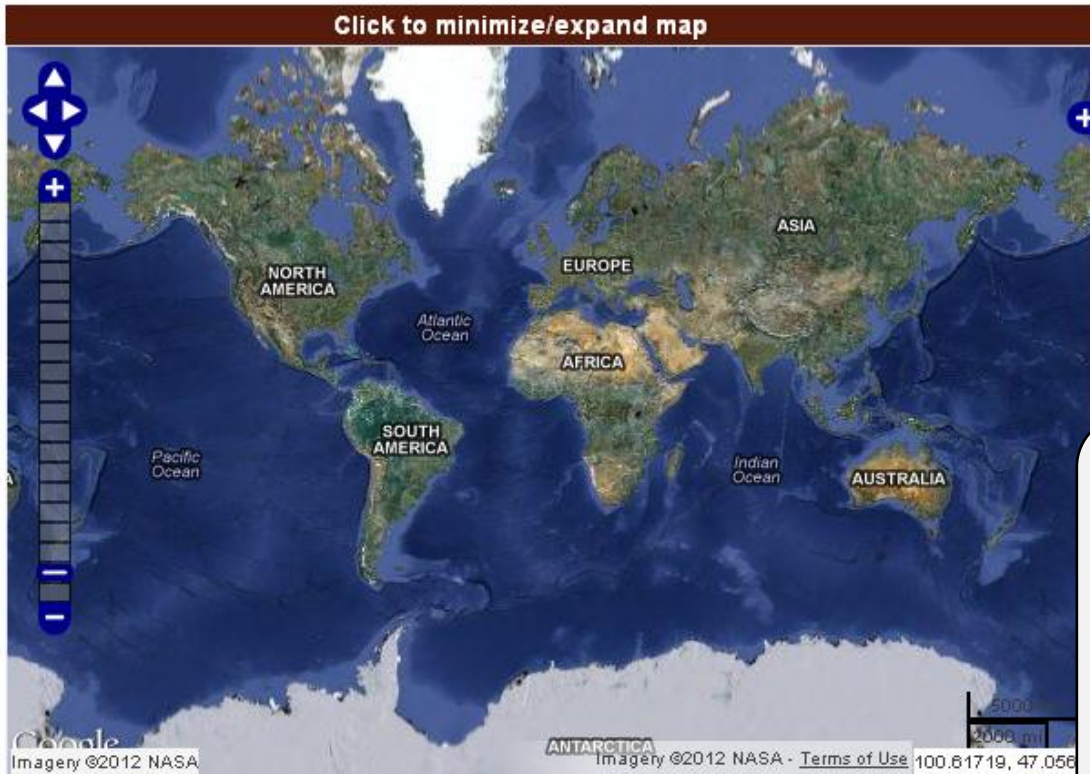 Click to minimize/expand map
ASIA
EUROPE
NORTH
AMERICA
Atlantic
Ocean
AFRICA
SOUTH
AMERICA
Pacific
Ocean
Indian
Ocean
AUSTRALIA
5000
2000 mi
ANTARCTICA
Google
Imagery ©2012 NASA
Imagery ©2012 NASA - Terms of Use
100.61719, 47.056